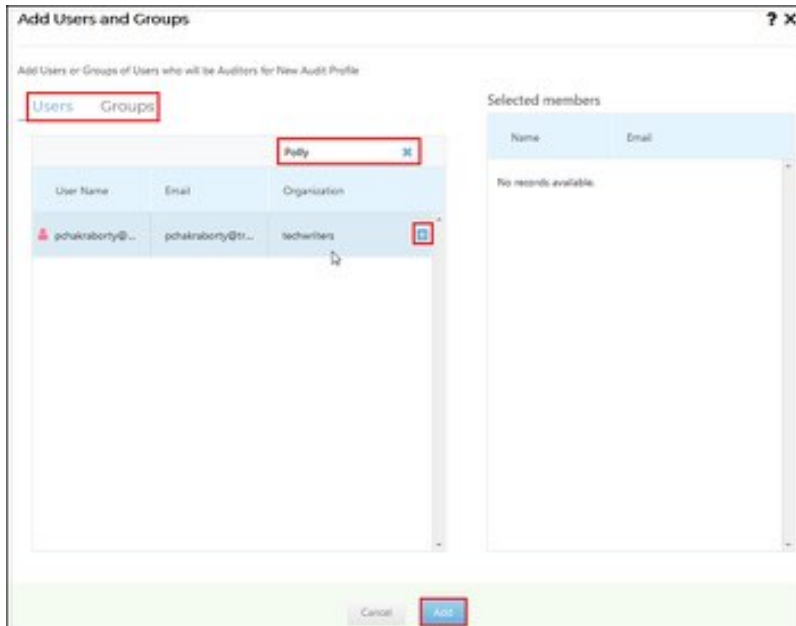 Add Users and Groups
? ✕
Add Users or Groups of Users who will be Auditors for New Audit Profile
Users Groups
Selected members
Polly
Name Email
User Name Email Organization
No records available.
pchakraborty@... pchakraborty@tr... techwriters
Cancel Add